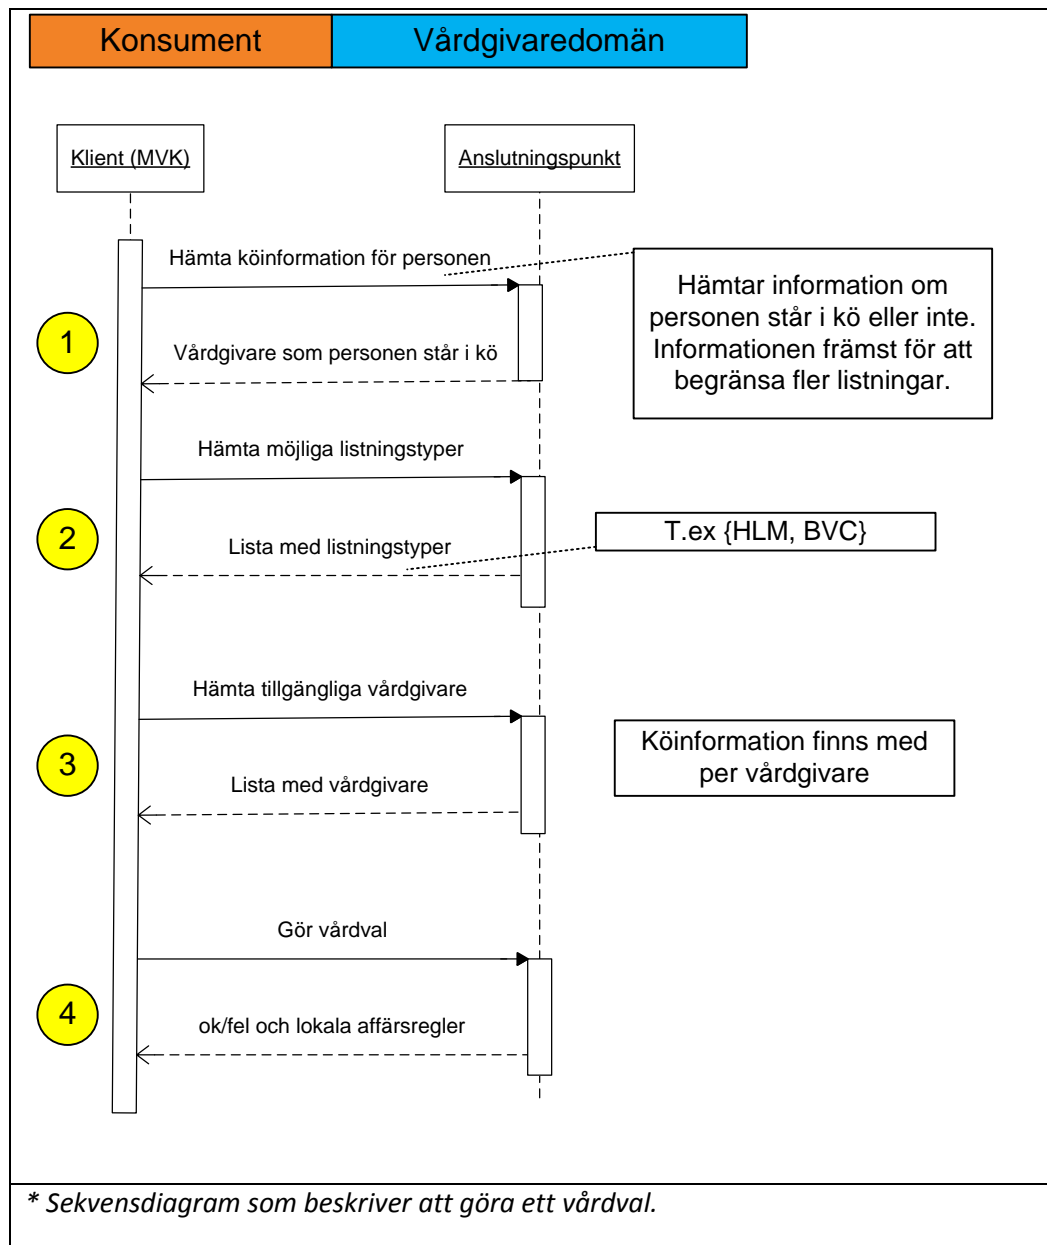 Konsument
Vårdgivaredomän
Klient (MVK)
Anslutningspunkt
Hämta köinformation för personen
Hämtar information om
personen står i kö eller inte.
Informationen främst för att
begränsa fler listningar.
1
Vårdgivare som personen står i kö
Hämta möjliga listningstyper
2
Lista med listningstyper
T.ex {HLM, BVC}
Hämta tillgängliga vårdgivare
3
Lista med vårdgivare
Köinformation finns med
per vårdgivare
Gör vårdval
4
ok/fel och lokala affärsregler
* Sekvensdiagram som beskriver att göra ett vårdval.